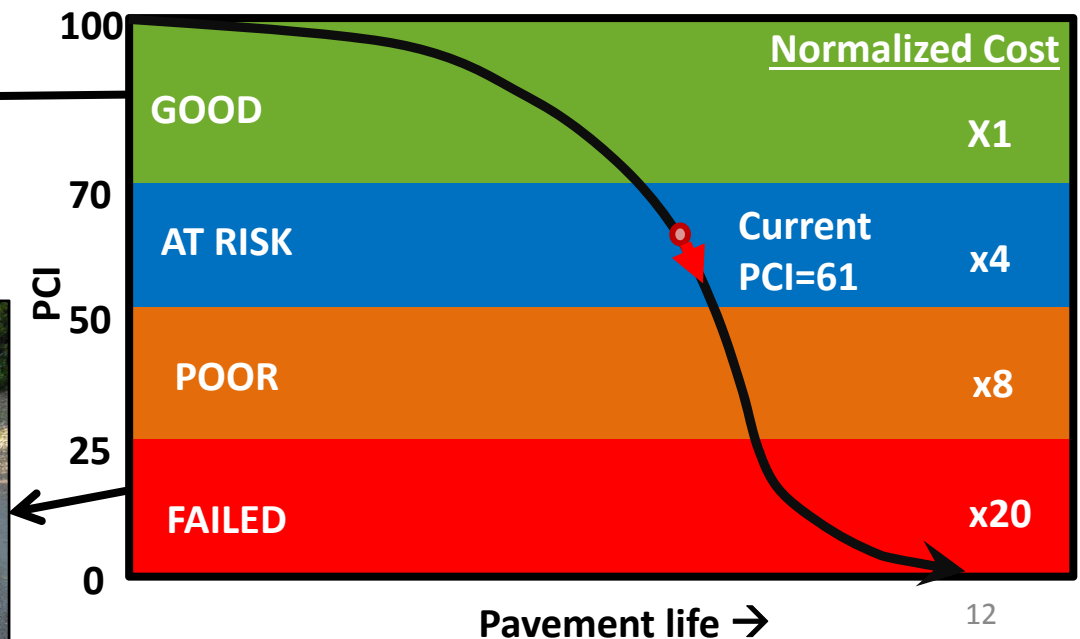 100
Normalized Cost
GOOD
X1
70
AT RISK
Current
PCI=61
x4
PCI
50
POOR
x8
25
FAILED
x20
0
Pavement life →
12